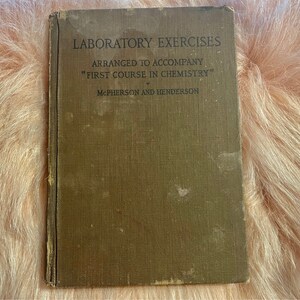 LABORATORY EXERCISES
ARRANGED TO ACCOMPANY
"FIRST COURSE IN CHEMISTRY"
McPHERSON AND HENDERSON